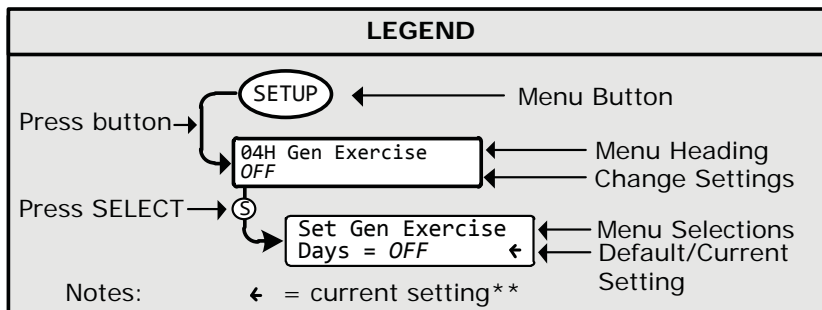 LEGEND
SETUP
Menu Button
Press button
04H Gen Exercise
OFF
Menu Heading
Change Settings
Press SELECT
S
Set Gen Exercise
Days = OFF ←
Menu Selections
Default/Current
Setting
Notes: ← = current setting**